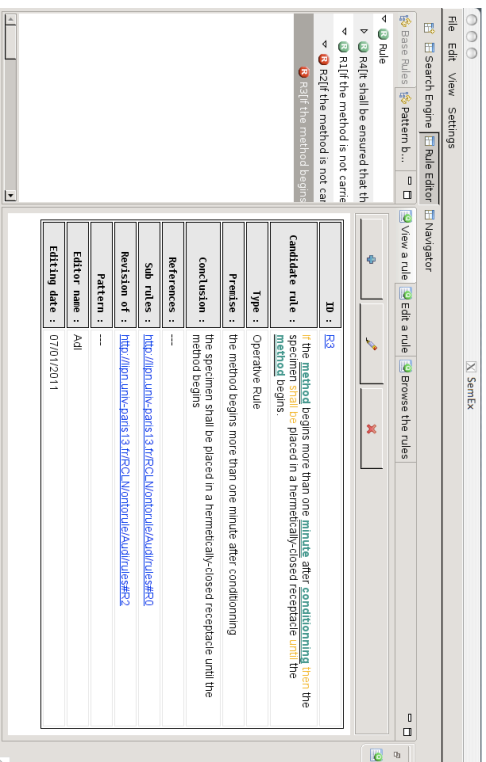 X SemEx
File Edit View Settings
Search Engine Rule Editor Navigator
Base Rules Pattern b...
Rule
R4[It shall be ensured that th
R1[If the method is not carrie
R2[If the method is not car
R3[If the method begins
View a rule Edit a rule Browse the rules
ID : R3
Candidate rule : If the method begins more than one minute after conditionning then the
specimen shall be placed in a hermetically-closed receptacle until the
method begins.
Type : Operative Rule
Premise : the method begins more than one minute after conditionning
Conclusion : the specimen shall be placed in a hermetically-closed receptacle until the
method begins
References : ---
Sub rules : http://lipn.univ-paris13.fr/RCLN/ontorule/Audi/rules#R0
Revision of : http://lipn.univ-paris13.fr/RCLN/ontorule/Audi/rules#R2
Pattern : ---
Editor name : Adi
Editing date : 07/01/2011